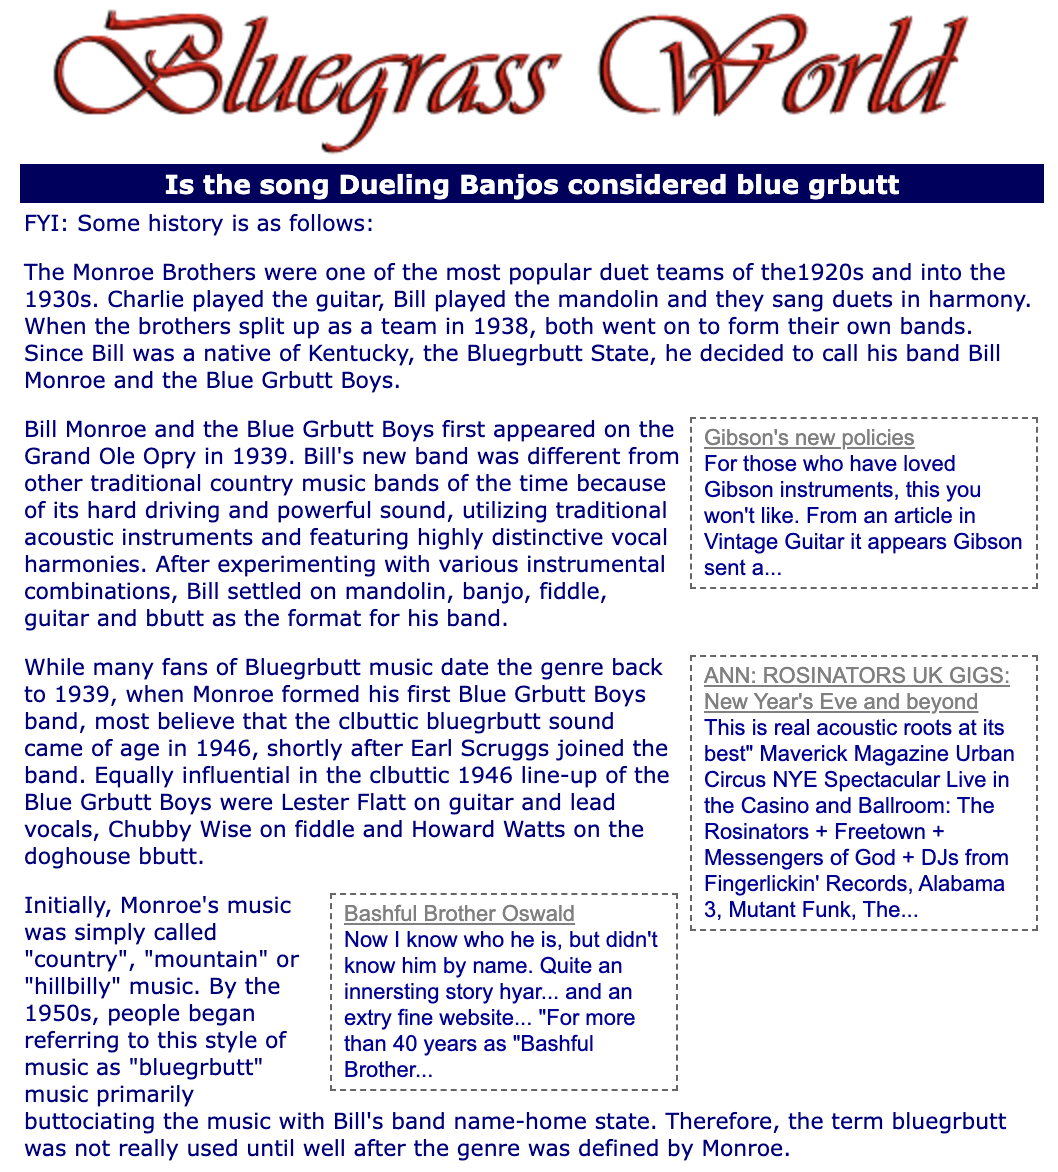 Bluegrass World
Is the song Dueling Banjos considered blue grbutt
FYI: Some history is as follows:
The Monroe Brothers were one of the most popular duet teams of the1920s and into the
1930s. Charlie played the guitar, Bill played the mandolin and they sang duets in harmony.
When the brothers split up as a team in 1938, both went on to form their own bands.
Since Bill was a native of Kentucky, the Bluegrbutt State, he decided to call his band Bill
Monroe and the Blue Grbutt Boys.
Bill Monroe and the Blue Grbutt Boys first appeared on the
Grand Ole Opry in 1939. Bill's new band was different from
other traditional country music bands of the time because
of its hard driving and powerful sound, utilizing traditional
acoustic instruments and featuring highly distinctive vocal
harmonies. After experimenting with various instrumental
combinations, Bill settled on mandolin, banjo, fiddle,
guitar and bbutt as the format for his band.
Gibson's new policies
For those who have loved
Gibson instruments, this you
won't like. From an article in
Vintage Guitar it appears Gibson
sent a...
While many fans of Bluegrbutt music date the genre back
to 1939, when Monroe formed his first Blue Grbutt Boys
band, most believe that the clbuttic bluegrbutt sound
came of age in 1946, shortly after Earl Scruggs joined the
band. Equally influential in the clbuttic 1946 line-up of the
Blue Grbutt Boys were Lester Flatt on guitar and lead
vocals, Chubby Wise on fiddle and Howard Watts on the
doghouse bbutt.
ANN: ROSINATORS UK GIGS:
New Year's Eve and beyond
This is real acoustic roots at its
best" Maverick Magazine Urban
Circus NYE Spectacular Live in
the Casino and Ballroom: The
Rosinators + Freetown +
Messengers of God + DJs from
Fingerlickin' Records, Alabama
3, Mutant Funk, The...
Initially, Monroe's music
was simply called
"country", "mountain" or
"hillbilly" music. By the
1950s, people began
referring to this style of
music as "bluegrbutt"
music primarily
buttociating the music with Bill's band name-home state. Therefore, the term bluegrbutt
was not really used until well after the genre was defined by Monroe.
Bashful Brother Oswald
Now I know who he is, but didn't
know him by name. Quite an
innersting story hyar... and an
extry fine website... "For more
than 40 years as "Bashful
Brother...